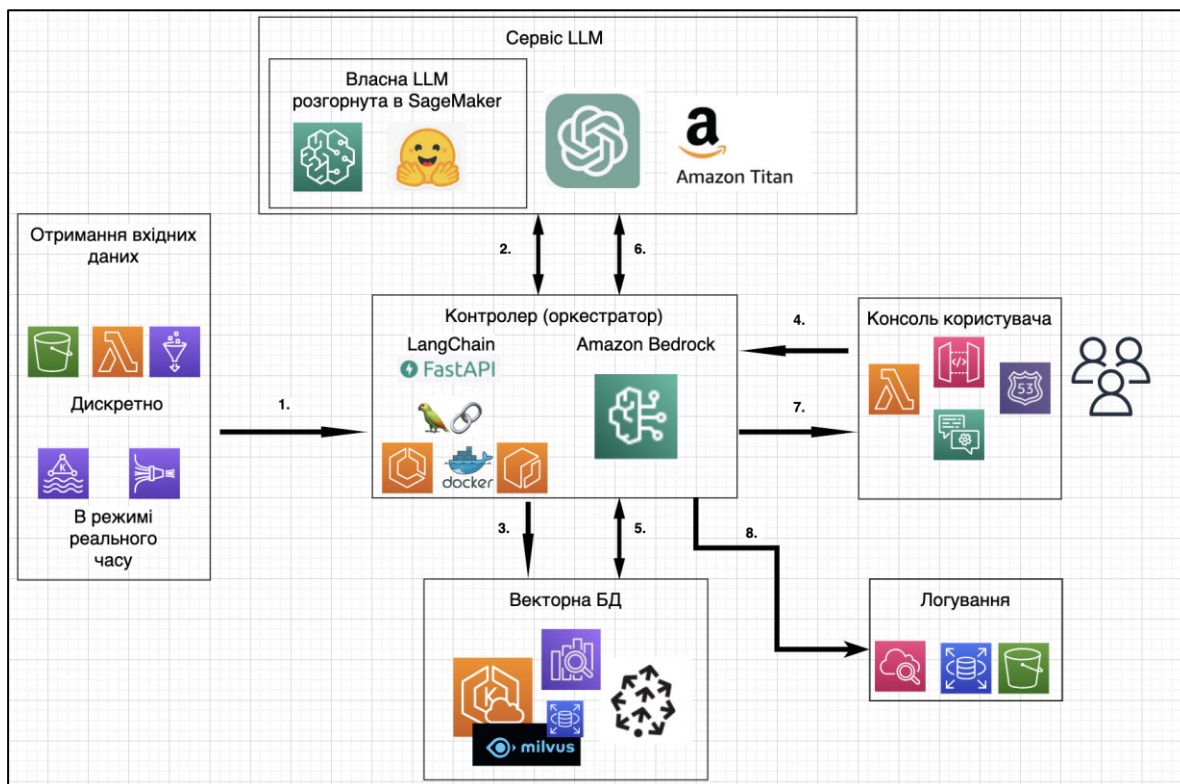 Сервіс LLM
Власна LLM
розгорнута в SageMaker
a
Amazon Titan
Отримання вхідних
даних
Дискретно
K
В режимі
реального
часу
1.
2.
6.
Контролер (оркестратор)
LangChain
Amazon Bedrock
FastAPI
docker
4.
7.
Консоль користувача
53
3.
5.
8.
Векторна БД
K
milvus
Логування